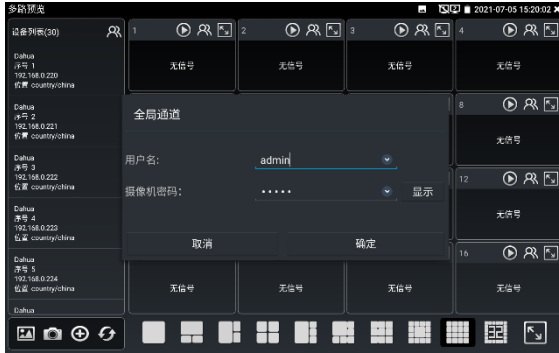 多路预览
2021-07-05 15:20:02
设备列表(30)
1
2
3
4
Dahua
序号 1
192.168.0.220
位置 country/china
无信号
无信号
无信号
无信号
Dahua
序号 2
192.168.0.221
位置 country/china
8
无信号
全局通道
用户名:
admin
摄像机密码:
•••••
显示
取消
确定
Dahua
序号 3
192.168.0.222
位置 country/china
12
无信号
Dahua
序号 4
192.168.0.223
位置 country/china
Dahua
序号 5
192.168.0.224
位置 country/china
16
无信号
无信号
无信号
无信号
Dahua
32